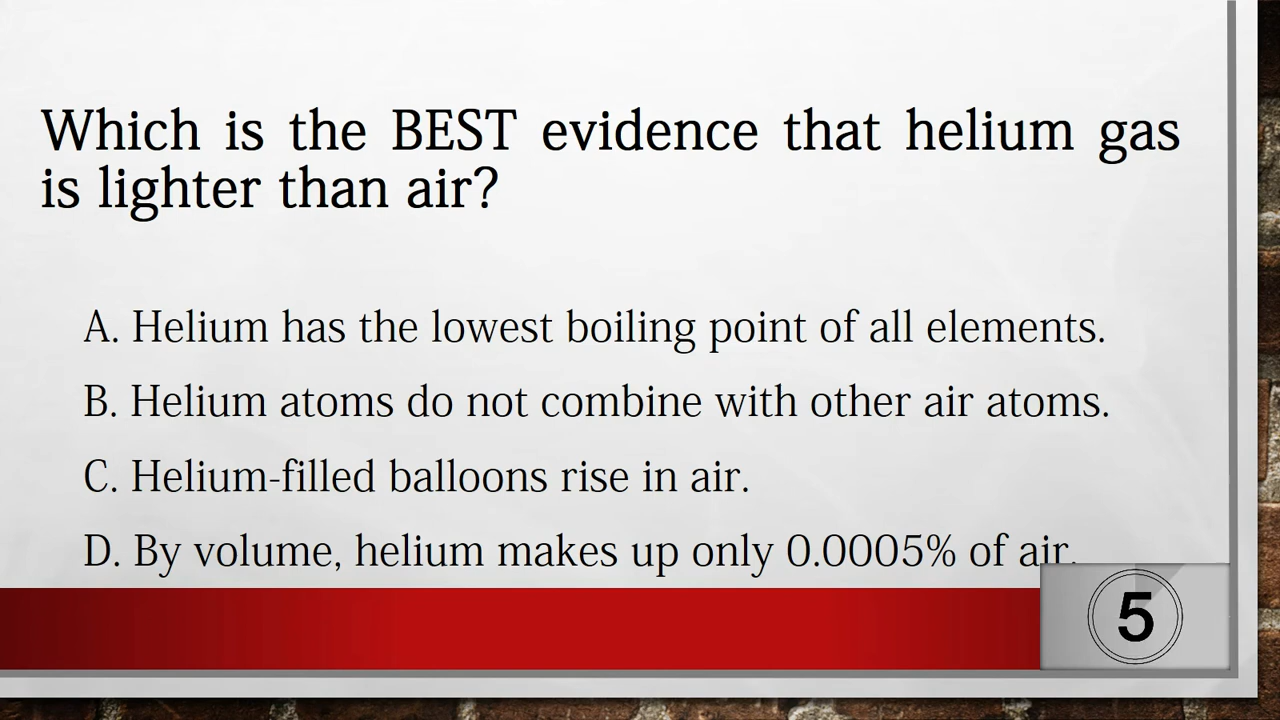 Which is the BEST evidence that helium gas
is lighter than air?
A. Helium has the lowest boiling point of all elements.
B. Helium atoms do not combine with other air atoms.
C. Helium-filled balloons rise in air.
D. By volume, helium makes up only 0.0005% of air.
5